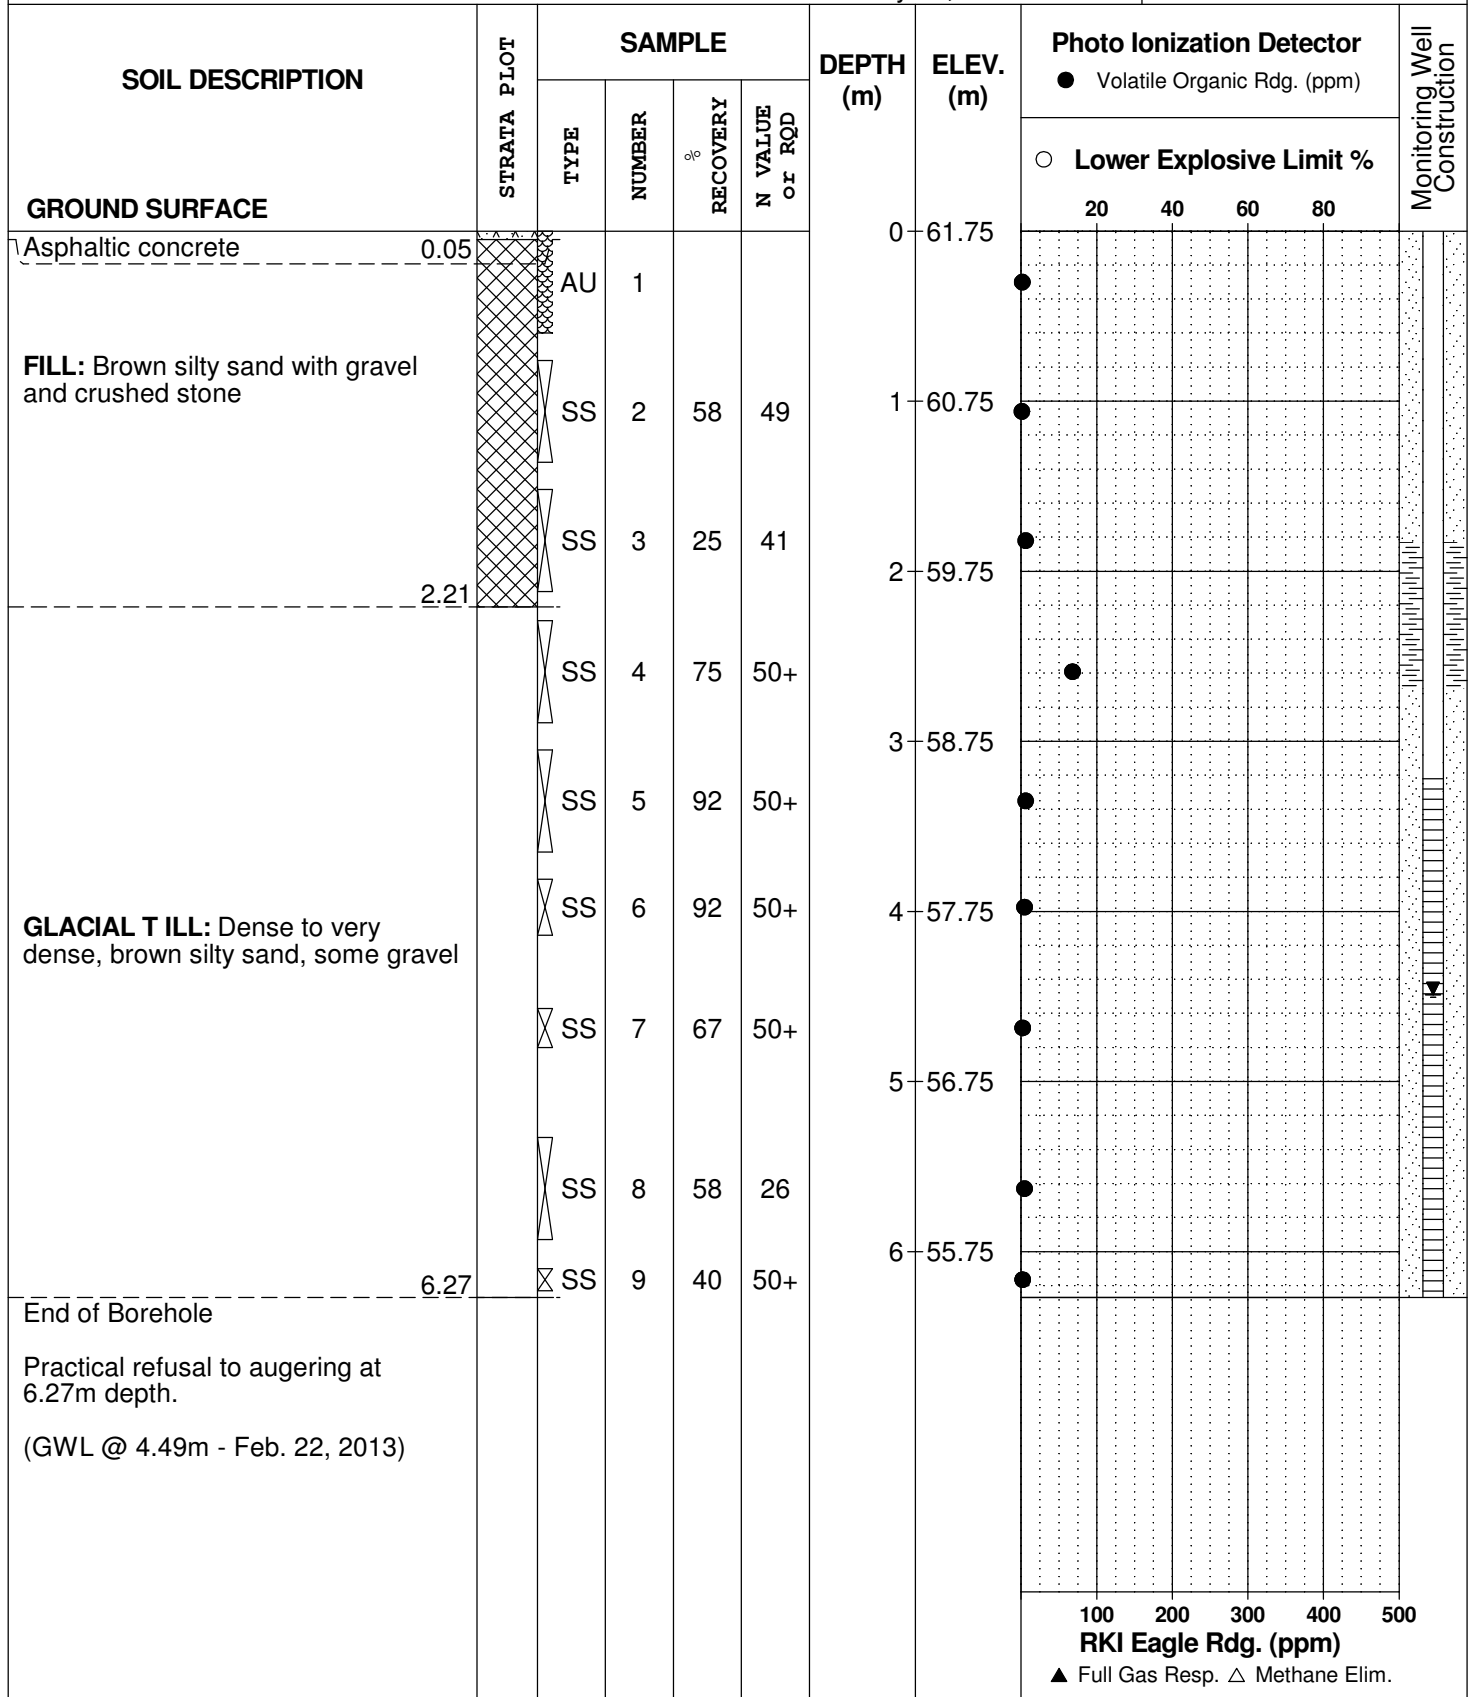 SOIL DESCRIPTION
GROUND SURFACE
STRATA PLOT
SAMPLE
TYPE
NUMBER
% RECOVERY
N VALUE
or RQD
DEPTH
(m)
ELEV.
(m)
Photo Ionization Detector
● Volatile Organic Rdg. (ppm)
○ Lower Explosive Limit %
20 40 60 80
Monitoring Well
Construction
0 61.75
Asphaltic concrete 0.05
AU 1
FILL: Brown silty sand with gravel
and crushed stone
SS 2 58 49
1 60.75
SS 3 25 41
2 59.75
2.21
SS 4 75 50+
3 58.75
SS 5 92 50+
SS 6 92 50+
4 57.75
GLACIAL T ILL: Dense to very
dense, brown silty sand, some gravel
SS 7 67 50+
5 56.75
SS 8 58 26
6 55.75
SS 9 40 50+
6.27
End of Borehole
Practical refusal to augering at
6.27m depth.
(GWL @ 4.49m - Feb. 22, 2013)
100 200 300 400 500
RKI Eagle Rdg. (ppm)
▲ Full Gas Resp. △ Methane Elim.